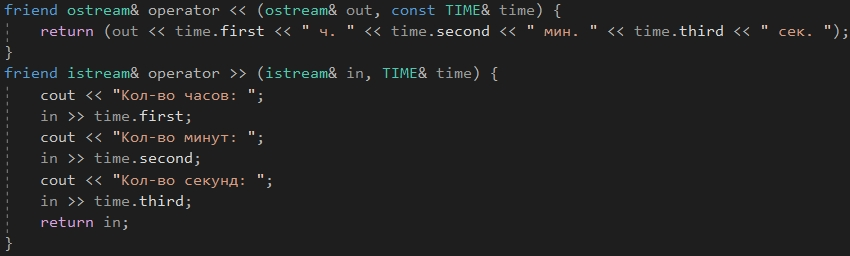 friend ostream& operator << (ostream& out, const TIME& time) {
return (out << time.first << " ч. " << time.second << " мин. " << time.third << " сек. ");
}
friend istream& operator >> (istream& in, TIME& time) {
cout << "Кол-во часов: ";
in >> time.first;
cout << "Кол-во минут: ";
in >> time.second;
cout << "Кол-во секунд: ";
in >> time.third;
return in;
}